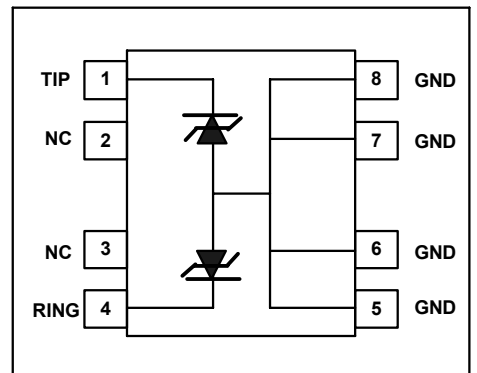 TIP 1 8 GND
NC 2 7 GND
NC 3 6 GND
RING 4 5 GND